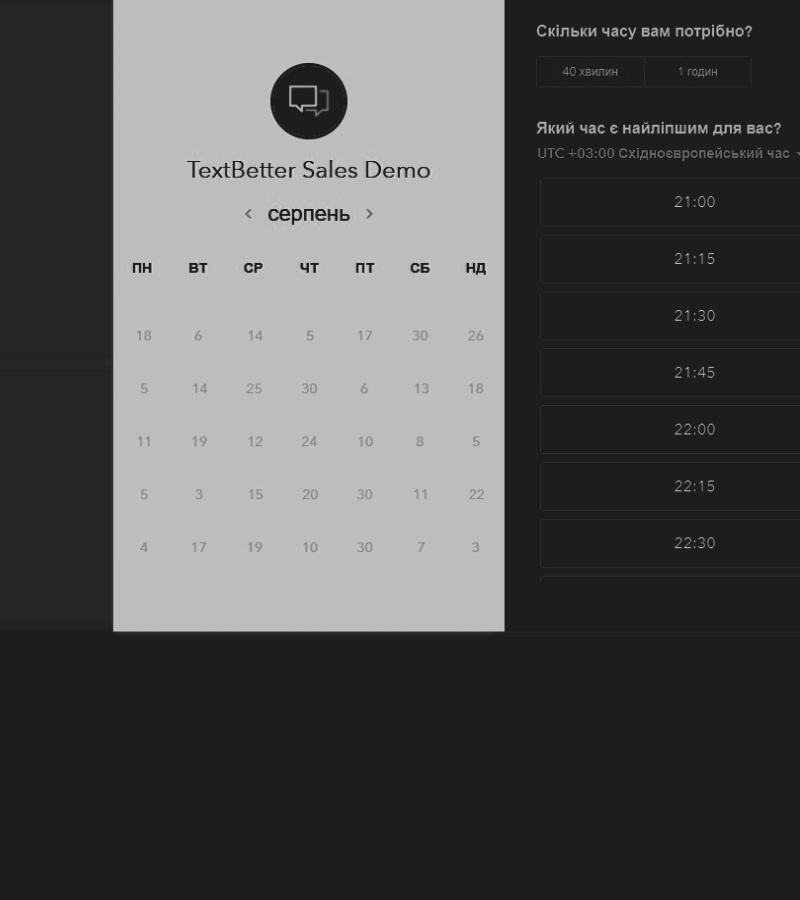 TextBetter Sales Demo
серпень
ПН ВТ СР ЧТ ПТ СБ НД
18 6 14 5 17 30 26
5 14 25 30 6 13 18
11 19 12 24 10 8 5
5 3 15 20 30 11 22
4 17 19 10 30 7 3
Скільки часу вам потрібно?
40 хвилин 1 годин
Який час є найліпшим для вас?
UTC +03:00 Східноєвропейський час
21:00
21:15
21:30
21:45
22:00
22:15
22:30